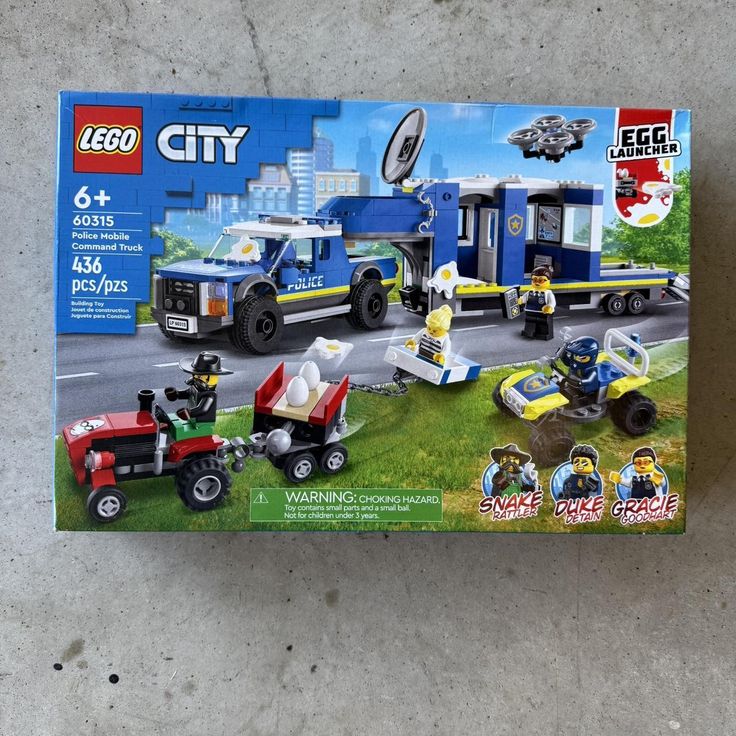 LEGO
CITY
6+
60315
Police Mobile
Command Truck
436
pcs/pzs
Building Toy
Jouet de construction
Juguete para Construir
EGG
LAUNCHER
POLICE
LP 60315
WARNING: CHOKING HAZARD.
Toy contains small parts and a small ball.
Not for children under 3 years.
SNAKE
RATTLER
DUKE
DETAIN
GRACIE
GOODHART